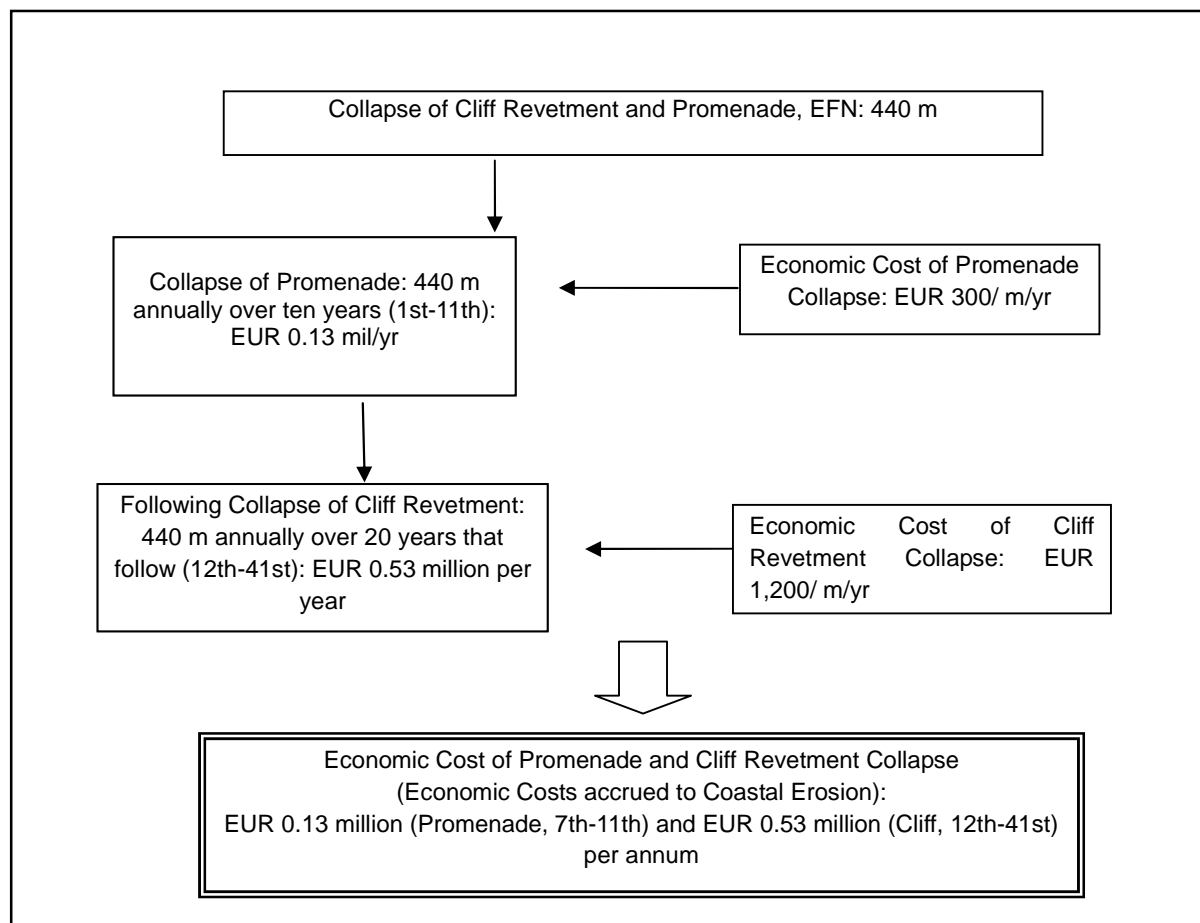 Collapse of Cliff Revetment and Promenade, EFN: 440 m
Collapse of Promenade: 440 m
annually over ten years (1st-11th):
EUR 0.13 mil/yr
Economic Cost of Promenade
Collapse: EUR 300/ m/yr
Following Collapse of Cliff Revetment:
440 m annually over 20 years that
follow (12th-41st): EUR 0.53 million per
year
Economic Cost of Cliff
Revetment Collapse: EUR
1,200/ m/yr
Economic Cost of Promenade and Cliff Revetment Collapse
(Economic Costs accrued to Coastal Erosion):
EUR 0.13 million (Promenade, 7th-11th) and EUR 0.53 million (Cliff, 12th-41st)
per annum